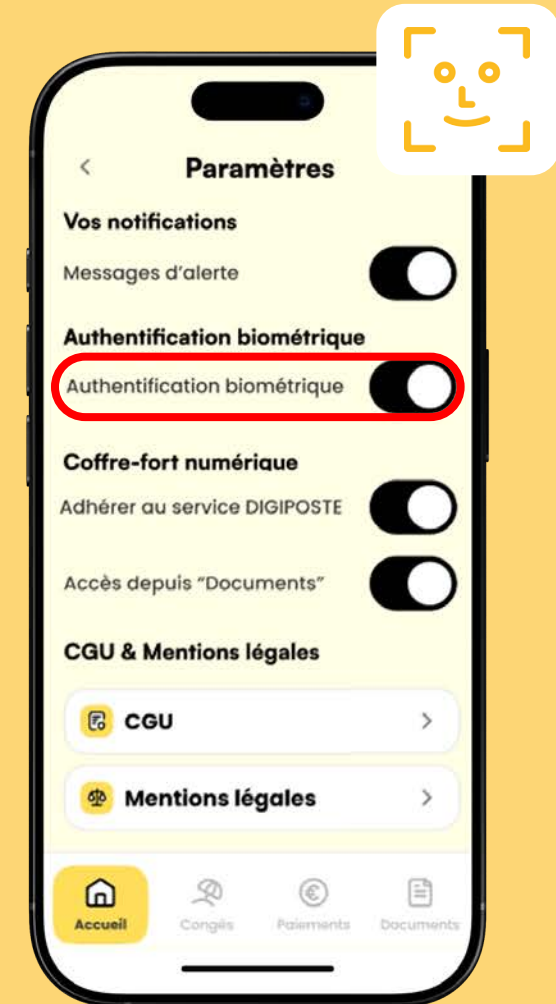 Paramètres
Vos notifications
Messages d’alerte
Authentification biométrique
Authentification biométrique
Coffre-fort numérique
Adhérer au service DIGIPOSTE
Accès depuis “Documents”
CGU & Mentions légales
CGU
Mentions légales
Accueil Congés Paiements Documents